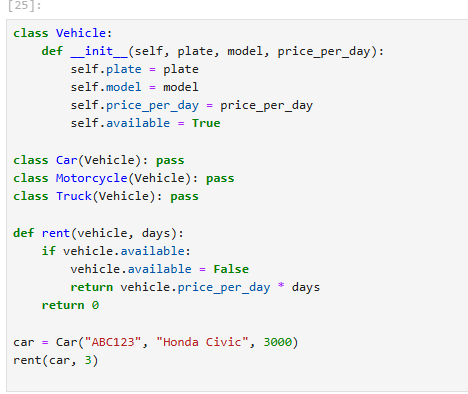 [25]:
class Vehicle:
    def __init__(self, plate, model, price_per_day):
        self.plate = plate
        self.model = model
        self.price_per_day = price_per_day
        self.available = True

class Car(Vehicle): pass
class Motorcycle(Vehicle): pass
class Truck(Vehicle): pass

def rent(vehicle, days):
    if vehicle.available:
        vehicle.available = False
        return vehicle.price_per_day * days
    return 0

car = Car("ABC123", "Honda Civic", 3000)
rent(car, 3)